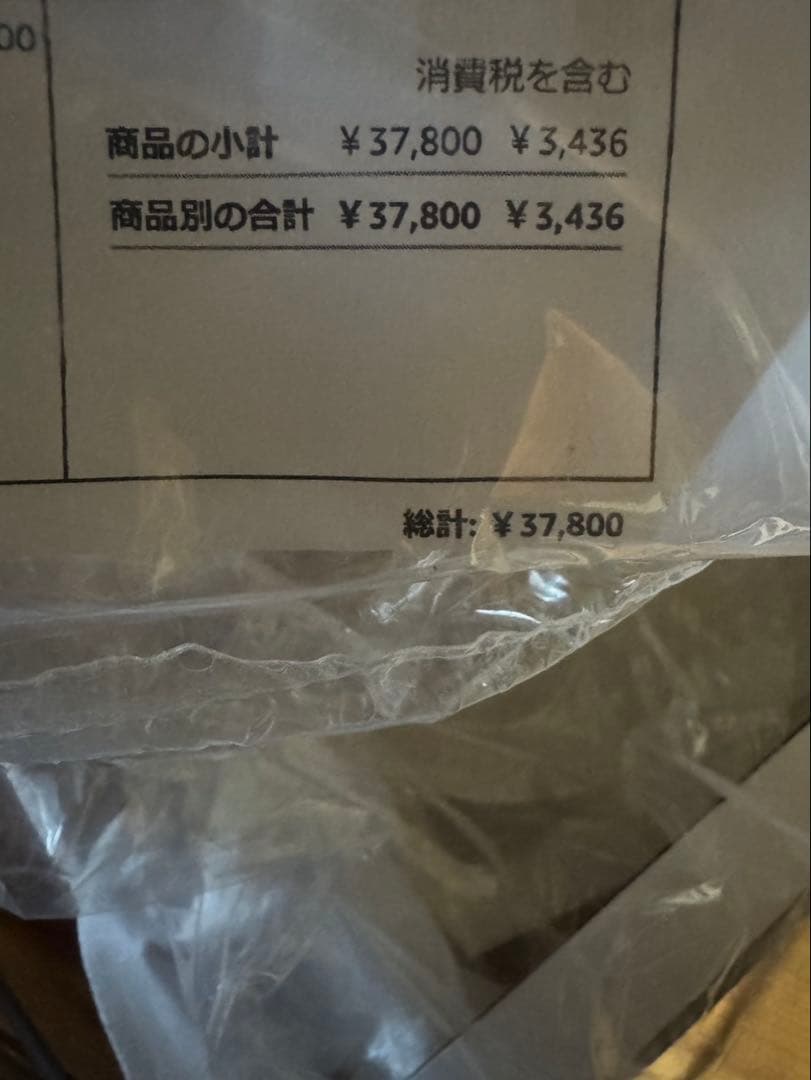 00
消費税を含む
商品の小計 ¥37,800 ¥3,436
商品別の合計 ¥37,800 ¥3,436
総計: ¥37,800